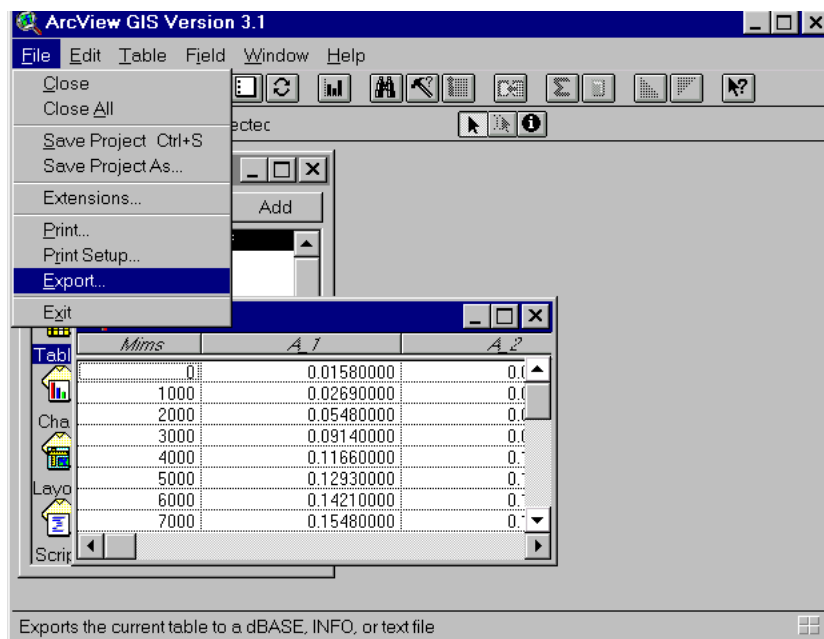 ArcView GIS Version 3.1
File Edit Table Field Window Help
Close
Close All
Save Project Ctrl+S
Save Project As...
Extensions...
Print...
Print Setup...
Export...
Exit
Add
Mims A_1 A_2
0 0.01580000
1000 0.02690000
2000 0.05480000
3000 0.09140000
4000 0.11660000
5000 0.12930000
6000 0.14210000
7000 0.15480000
Exports the current table to a dBASE, INFO, or text file